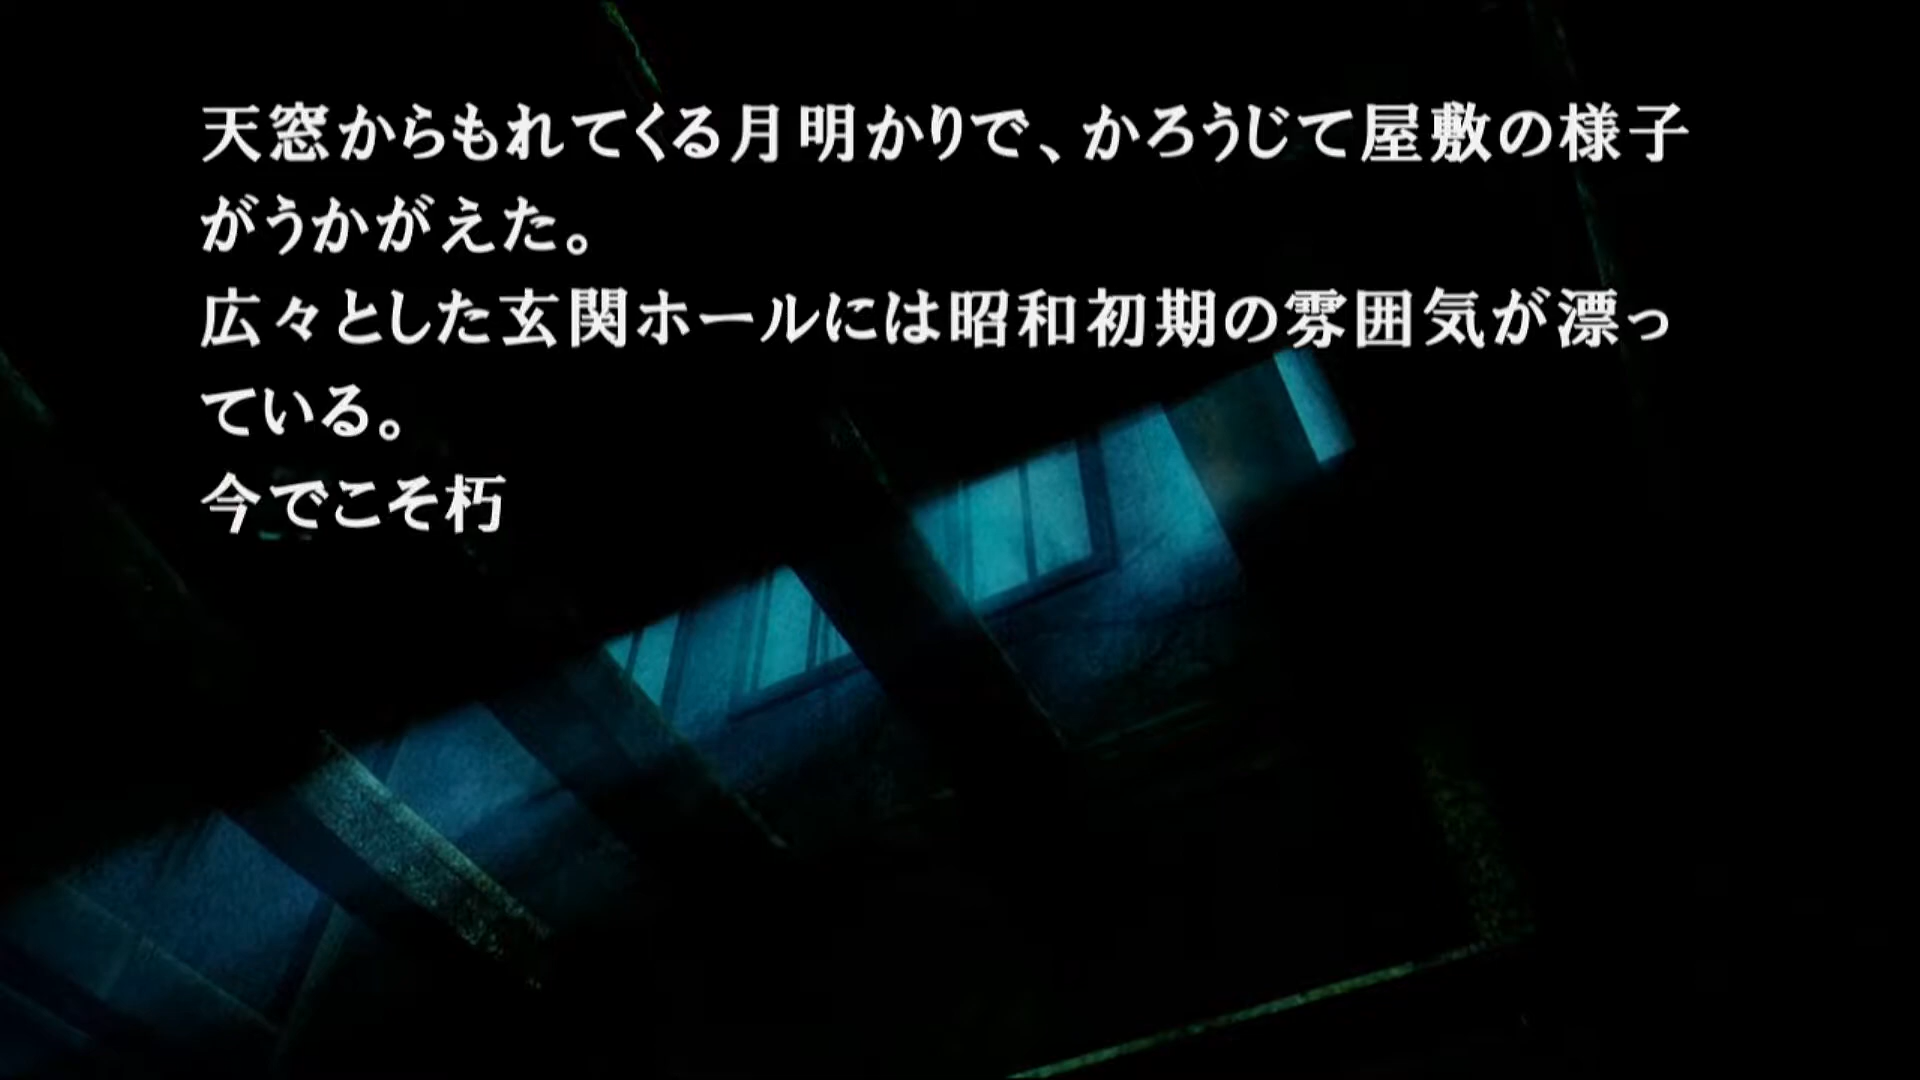 天窓からもれてくる月明かりで、かろうじて屋敷の様子
がうかがえた。
広々とした玄関ホールには昭和初期の雰囲気が漂っ
ている。
今でこそ朽